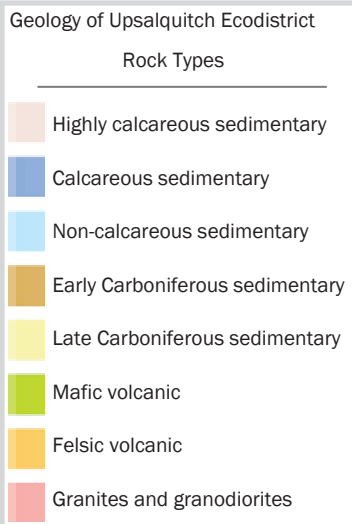 Geology of Upsalquitch Ecodistrict
Rock Types
Highly calcareous sedimentary
Calcareous sedimentary
Non-calcareous sedimentary
Early Carboniferous sedimentary
Late Carboniferous sedimentary
Mafic volcanic
Felsic volcanic
Granites and granodiorites